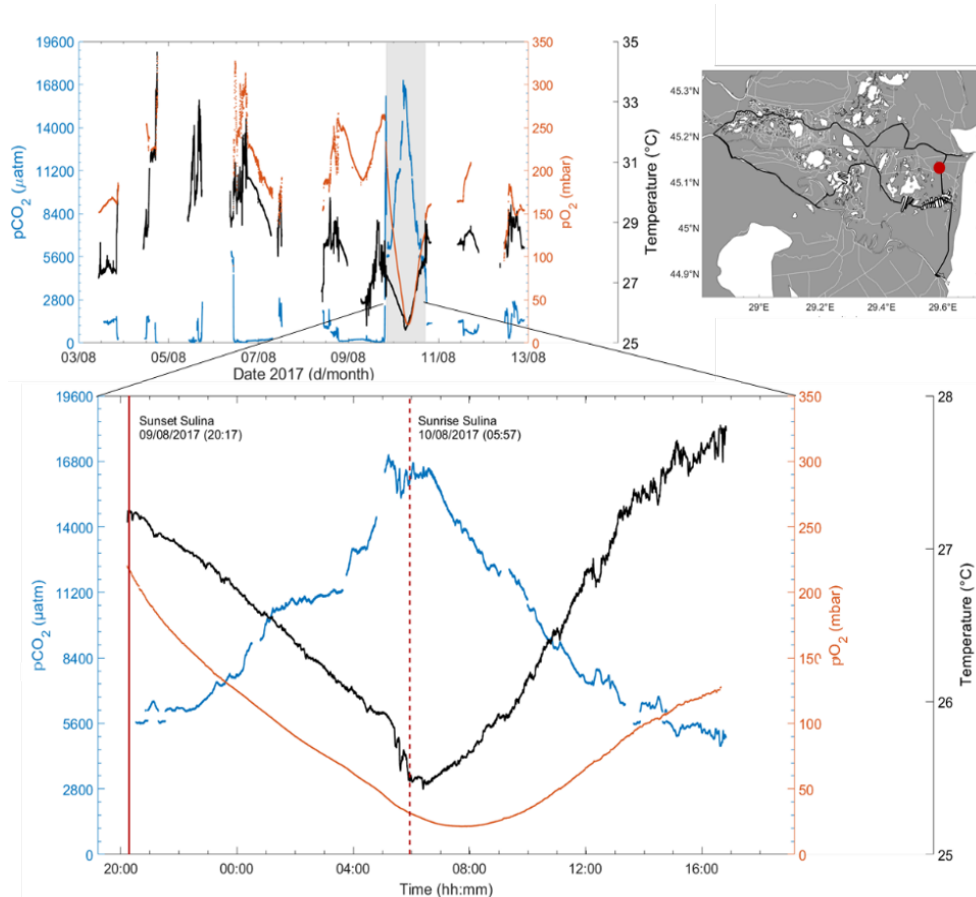 19600
16800
14000
11200
8400
5600
2800
0
pCO2 (µatm)
350
300
250
200
150
100
50
0
pO2 (mbar)
35
33
31
29
27
25
Temperature (°C)
03/08
05/08
07/08
09/08
11/08
13/08
Date 2017 (d/month)
45.3°N
45.2°N
45.1°N
45°N
44.9°N
29°E
29.2°E
29.4°E
29.6°E
Sunset Sulina
09/08/2017 (20:17)
Sunrise Sulina
10/08/2017 (05:57)
19600
16800
14000
11200
8400
5600
2800
0
pCO2 (µatm)
350
300
250
200
150
100
50
0
pO2 (mbar)
28
27
26
25
Temperature (°C)
20:00
00:00
04:00
08:00
12:00
16:00
Time (hh:mm)